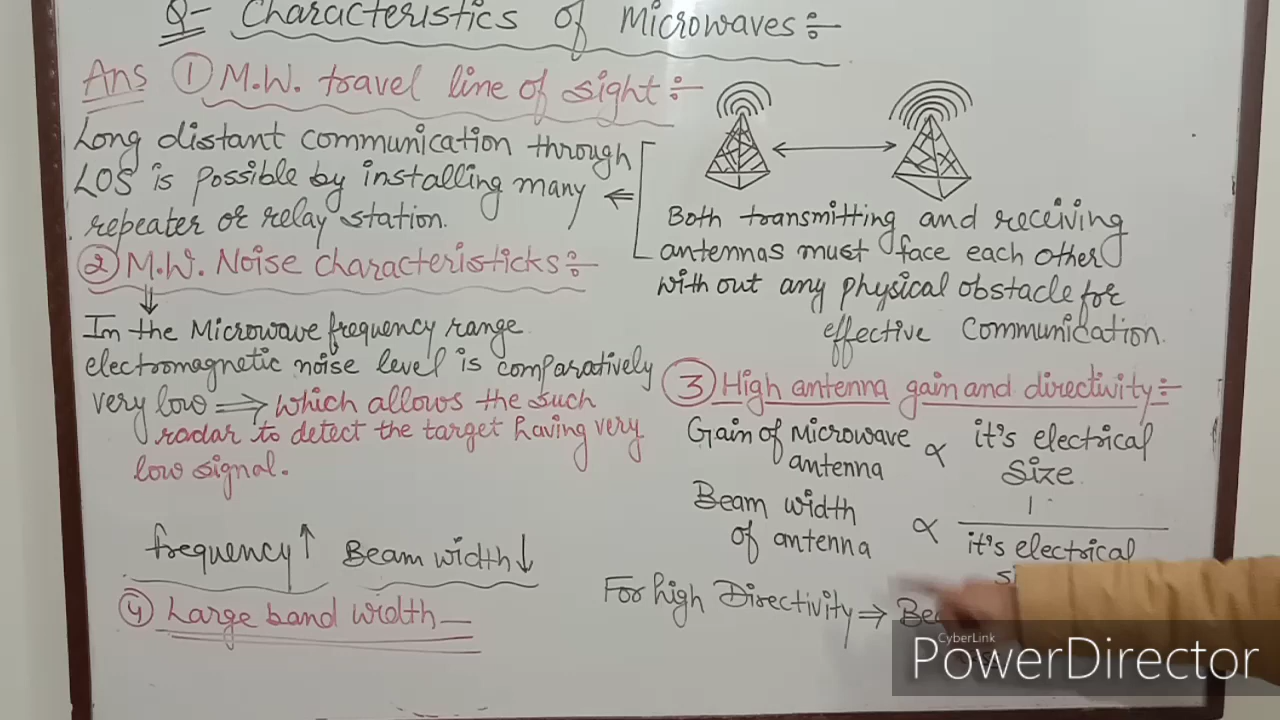 Q- Characteristics of Microwaves:-
Ans ① M.W. travel line of sight:-
Long distant communication through
LOS is possible by installing many
repeater or relay station.
Both transmitting and receiving
antennas must face each other
without any physical obstacle for
effective Communication.
② M.W. Noise characteristicks:-
In the Microwave frequency range
electromagnetic noise level is comparatively
very low ⇒ which allows the such
radar to detect the target having very
low signal.
③ High antenna gain and directivity:-
Gain of Microwave antenna ∝ it's electrical size
Beam width of antenna ∝ 1 / it's electrical
For high Directivity ⇒
frequency ↑ Beam width ↓
④ Large band width
CyberLink
PowerDirector